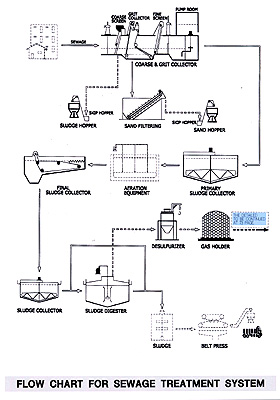 PUMP ROOM
COARSE
SCREEN
GRIT
COLLECTOR
FINE
SCREEN
SEWAGE
COARSE & GRIT COLLECTOR
SKIP HOPPER
SLUDGE HOPPER
SAND FILTERING
SKIP HOPPER
SAND HOPPER
FINAL
SLUDGE COLLECTOR
AERATION
EQUIPMENT
PRIMARY
SLUDGE COLLECTOR
DESULPURIZER
GAS HOLDER
SLUDGE COLLECTOR
SLUDGE DIGESTER
SLUDGE
BELT PRESS
FLOW CHART FOR SEWAGE TREATMENT SYSTEM